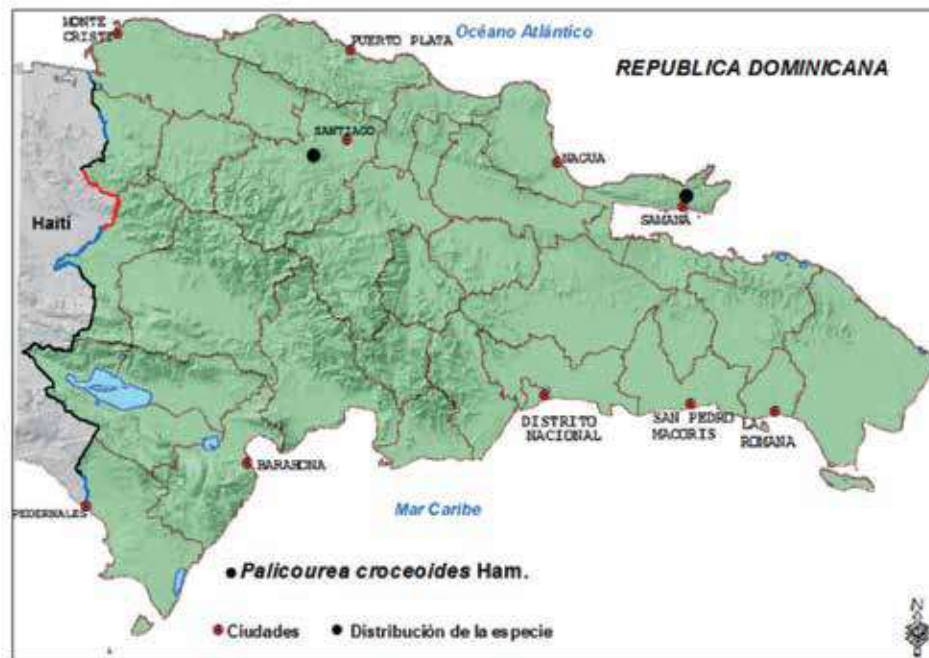 MONTE
CRISTE
PUERTO PLATA
Océano Atlántico
REPUBLICA DOMINICANA
SANTIAGO
NAGUA
Haití
SAMANA
DISTRITO
NACIONAL
SAN PEDRO
MACORIS
LA
ROMANA
BARAHONA
PEDERNALES
Mar Caribe
Palicourea croceoides Ham.
Ciudades
Distribución de la especie